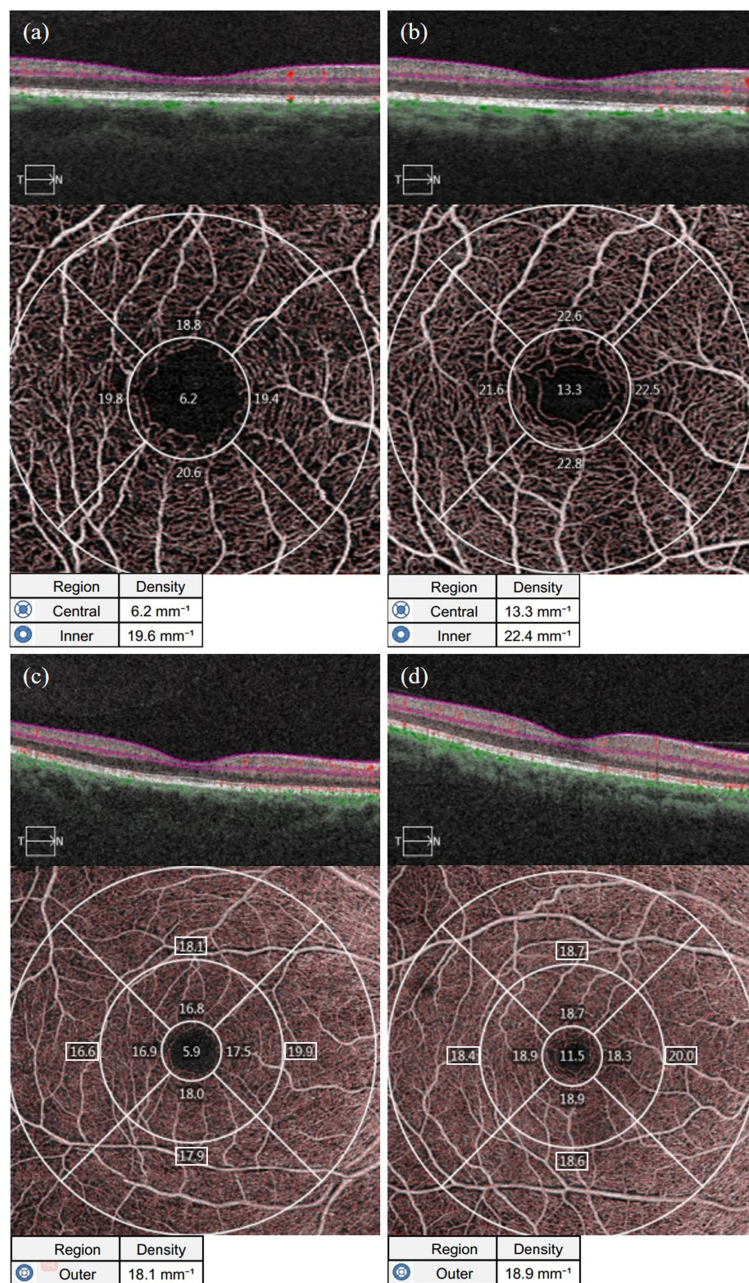 (a)
T N
18.8
19.8 6.2 19.4
20.6
Region Density
Central 6.2 mm⁻¹
Inner 19.6 mm⁻¹
(b)
T N
22.6
21.6 13.3 22.5
22.8
Region Density
Central 13.3 mm⁻¹
Inner 22.4 mm⁻¹
(c)
T N
18.1
16.8
16.6 16.9 5.9 17.5 19.9
18.0
17.9
Region Density
Outer 18.1 mm⁻¹
(d)
T N
18.7
18.7
18.4 18.9 11.5 18.3 20.0
18.9
18.6
Region Density
Outer 18.9 mm⁻¹